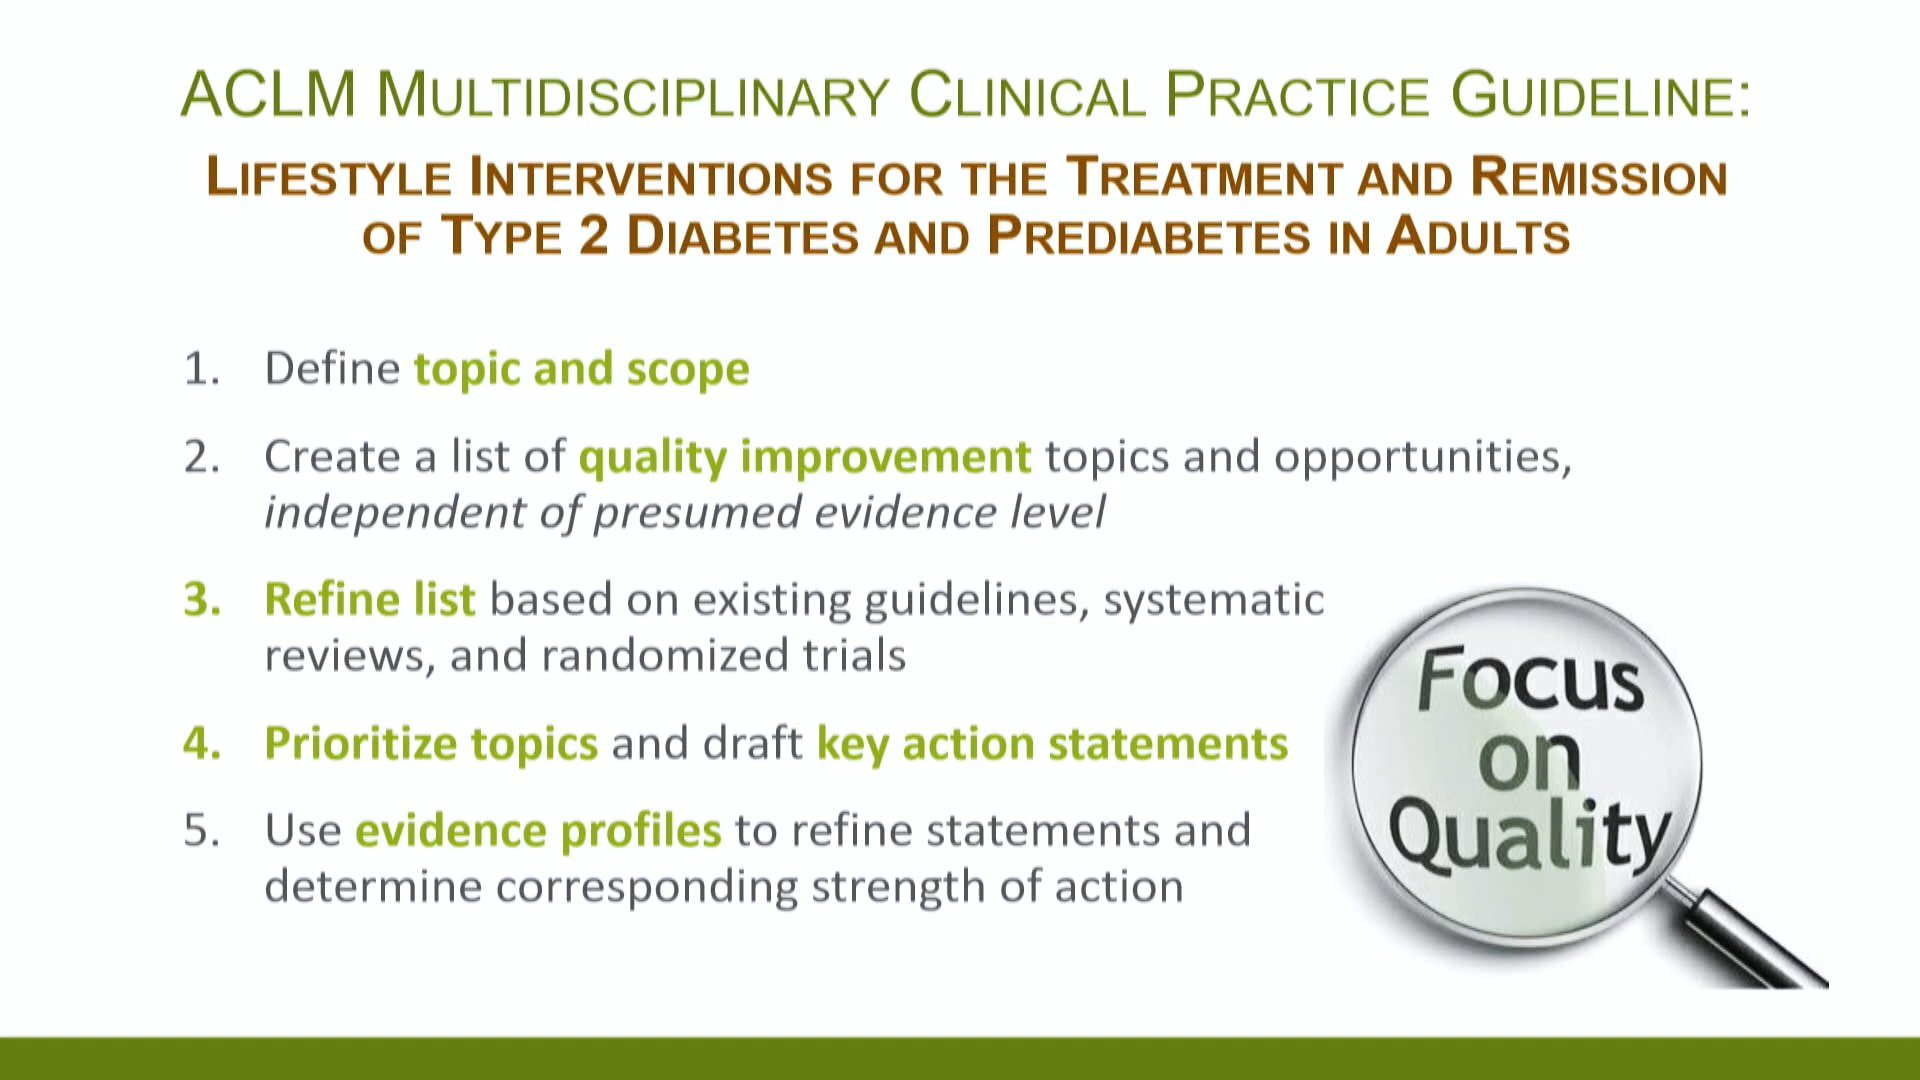 ACLM MULTIDISCIPLINARY CLINICAL PRACTICE GUIDELINE:
LIFESTYLE INTERVENTIONS FOR THE TREATMENT AND REMISSION
OF TYPE 2 DIABETES AND PREDIABETES IN ADULTS
1. Define topic and scope
2. Create a list of quality improvement topics and opportunities,
independent of presumed evidence level
3. Refine list based on existing guidelines, systematic
reviews, and randomized trials
4. Prioritize topics and draft key action statements
5. Use evidence profiles to refine statements and
determine corresponding strength of action
Focus
on
Quality